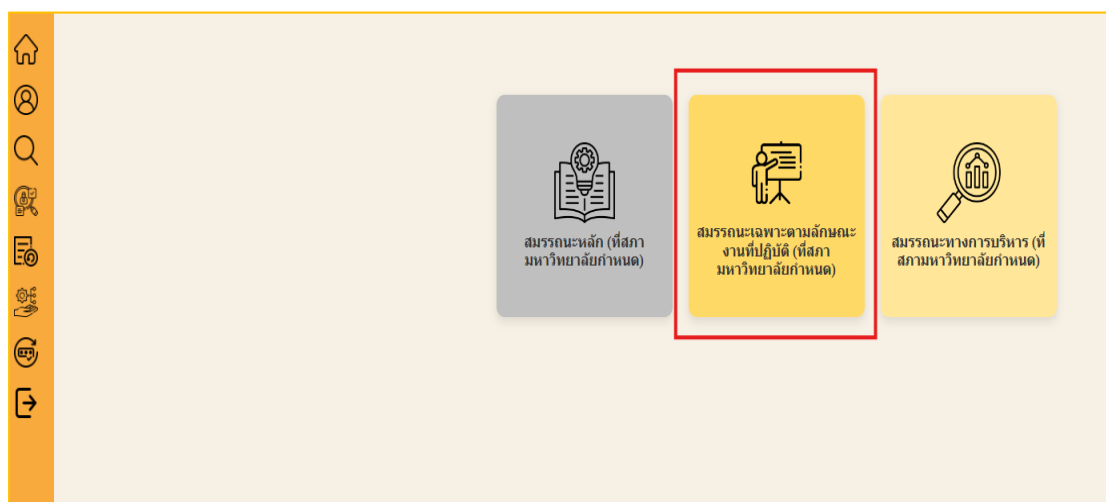 สมรรถนะหลัก (ที่สภา
มหาวิทยาลัยกำหนด)
สมรรถนะเฉพาะตามลักษณะ
งานที่ปฏิบัติ (ที่สภา
มหาวิทยาลัยกำหนด)
สมรรถนะทางการบริหาร (ที่
สภามหาวิทยาลัยกำหนด)